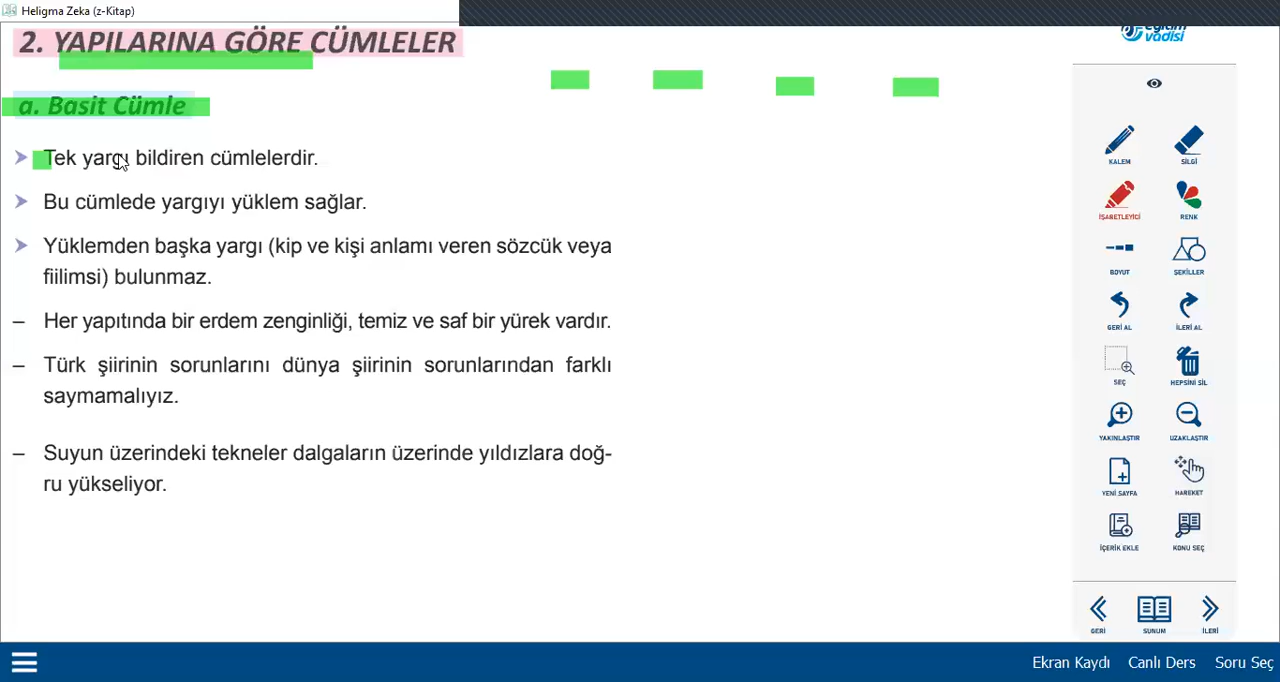 Heligma Zeka (z-Kitap)
2. YAPILARINA GÖRE CÜMLELER
eğitim
vadisi
a. Basit Cümle
Tek yargı bildiren cümlelerdir.
Bu cümlede yargıyı yüklem sağlar.
Yüklemden başka yargı (kip ve kişi anlamı veren sözcük veya
fiilimsi) bulunmaz.
– Her yapıtında bir erdem zenginliği, temiz ve saf bir yürek vardır.
– Türk şiirinin sorunlarını dünya şiirinin sorunlarından farklı
saymamalıyız.
– Suyun üzerindeki tekneler dalgaların üzerinde yıldızlara doğ-
ru yükseliyor.
KALEM SİLGİ
İŞARETLEYİCİ RENK
BOYUT ŞEKİLLER
GERİ AL İLERİ AL
SEÇ HEPSİNİ SİL
YAKINLAŞTIR UZAKLAŞTIR
YENİ SAYFA HAREKET
İÇERİK EKLE KONU SEÇ
GERİ SUNUM İLERİ
Ekran Kaydı Canlı Ders Soru Seç